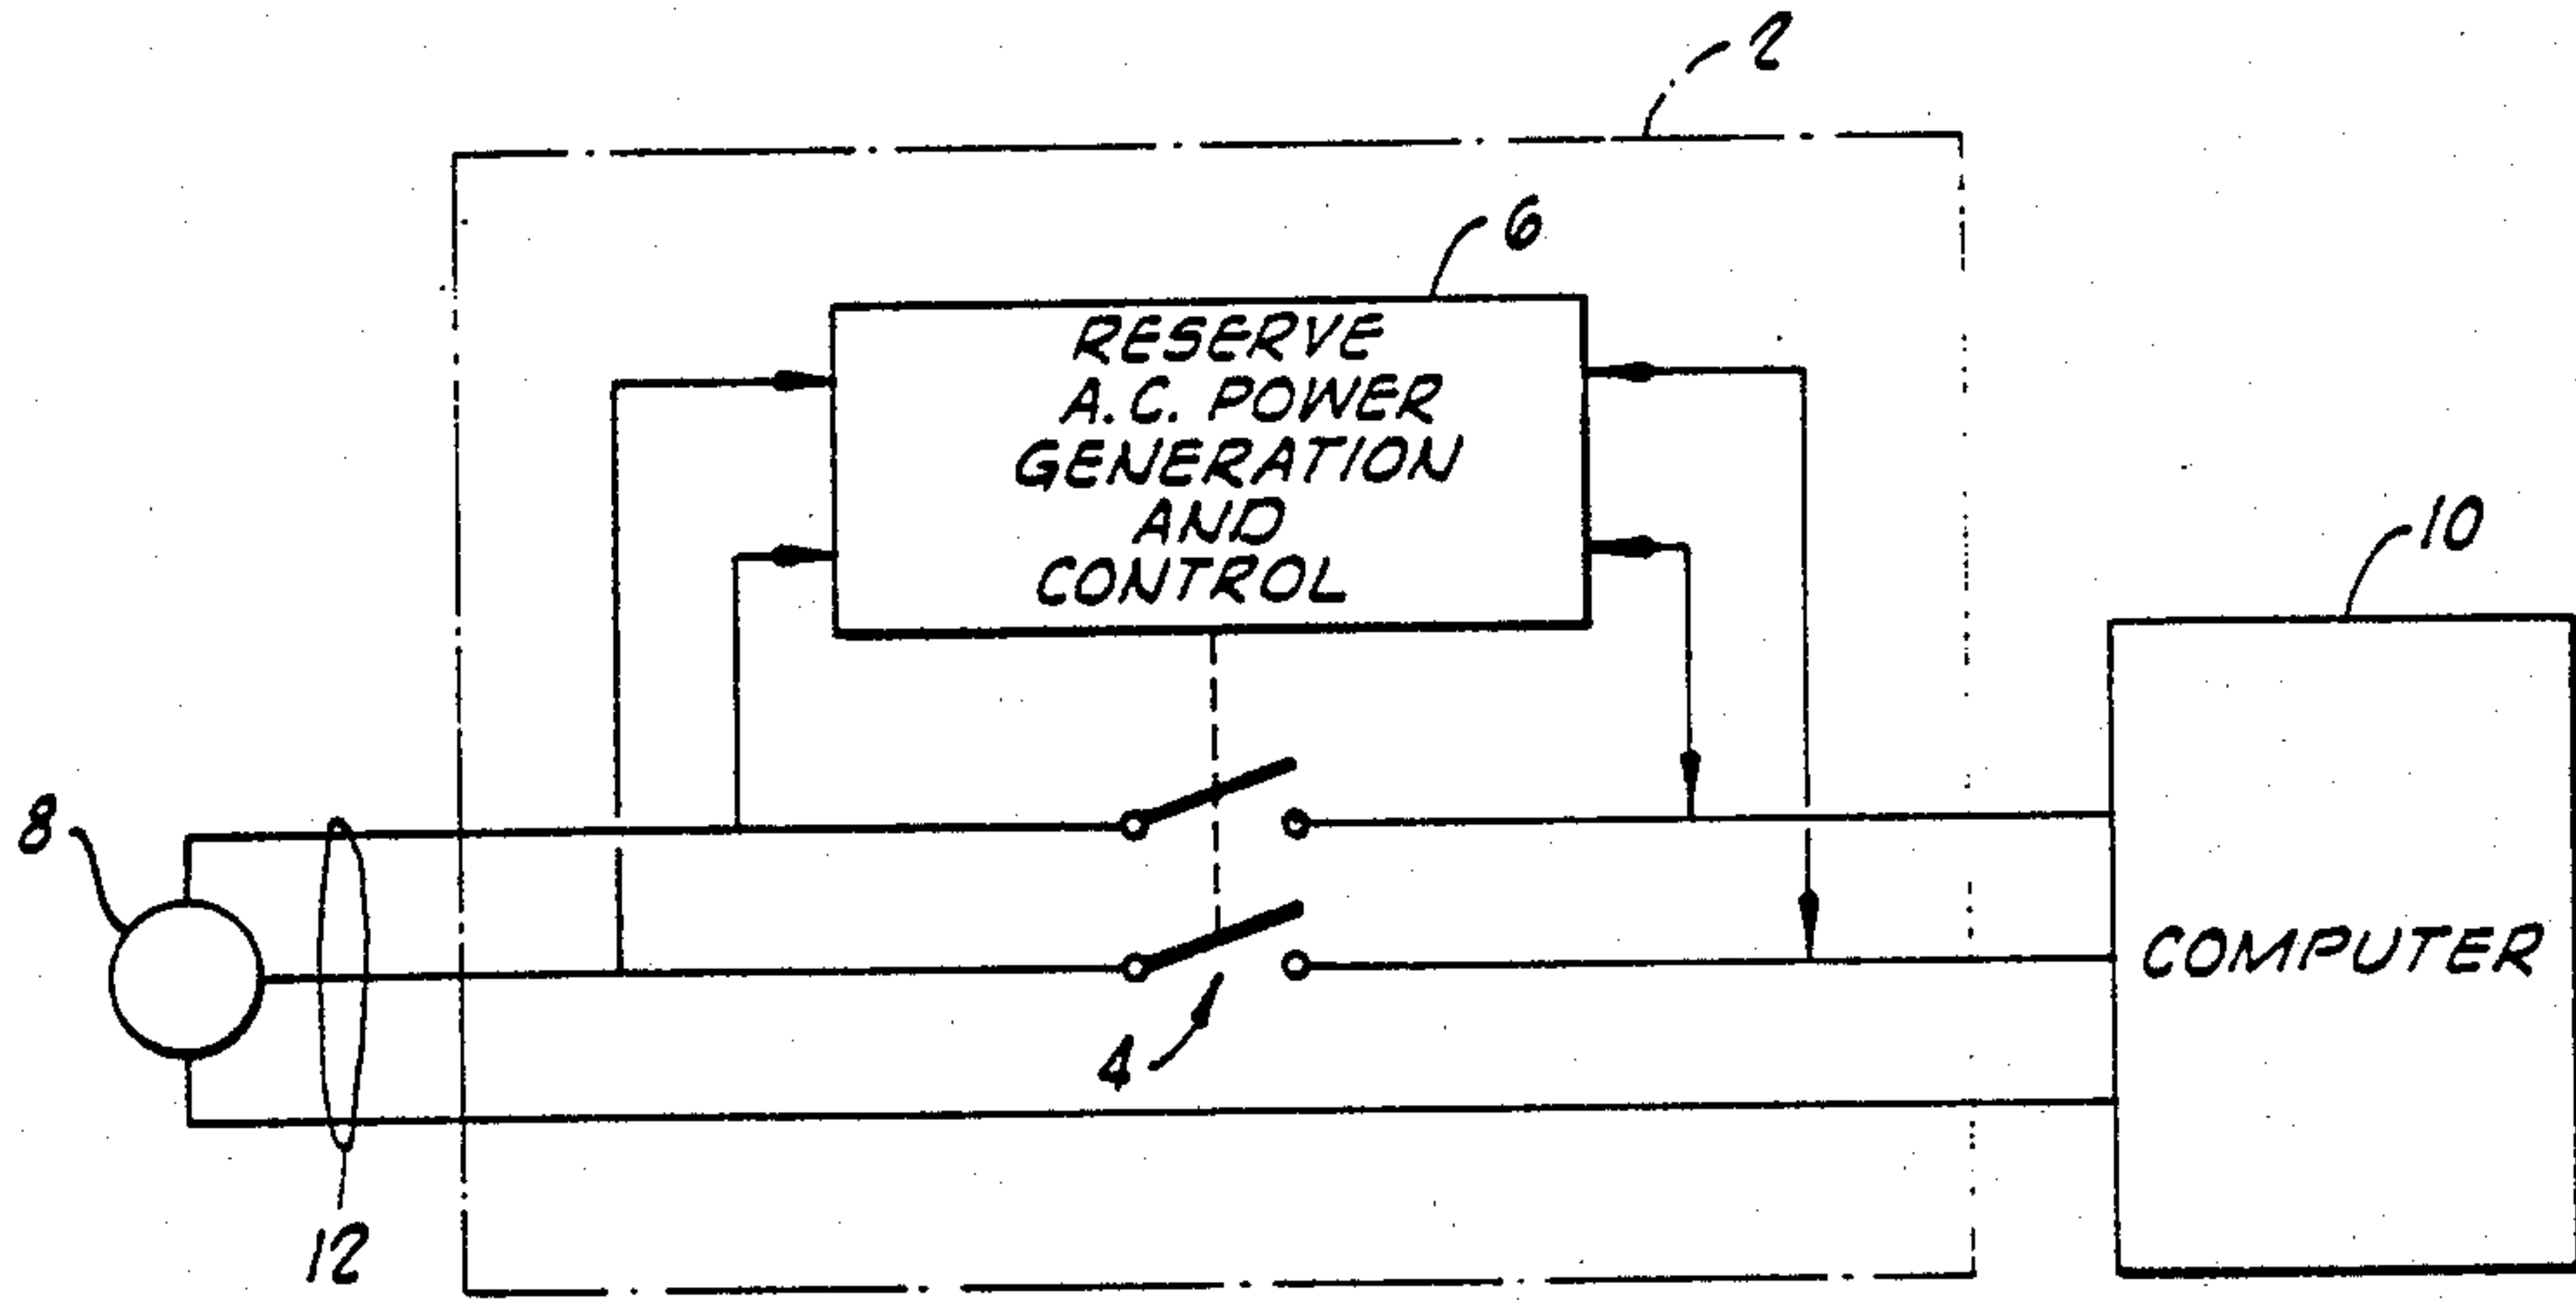 2
6
RESERVE
A.C. POWER
GENERATION
AND
CONTROL
10
8
COMPUTER
4
12